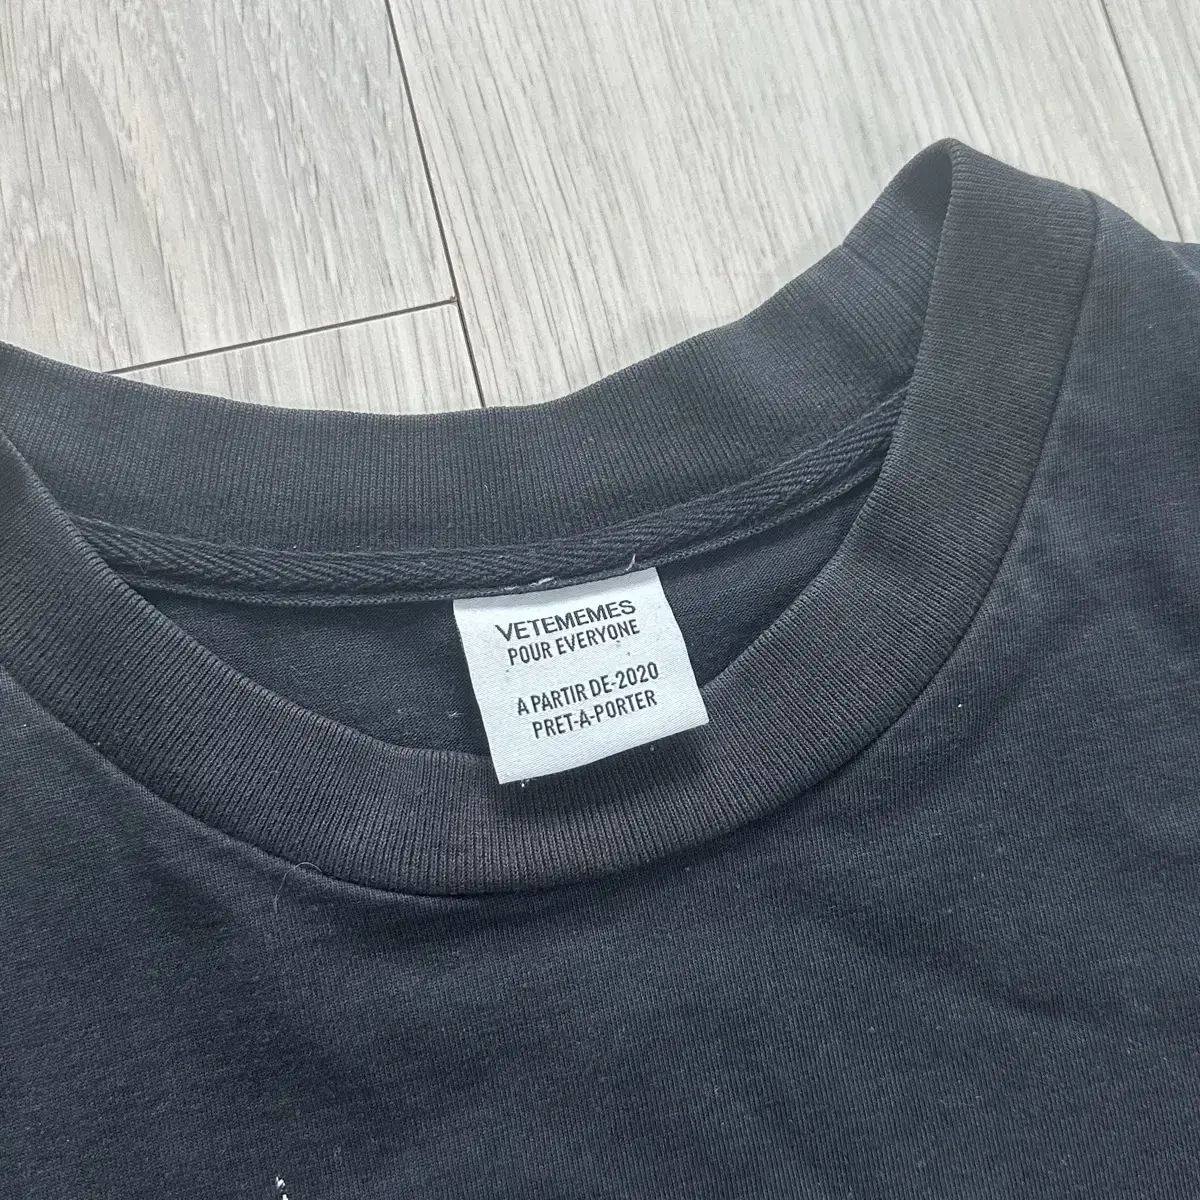 VETEMEMES
POUR EVERYONE
A PARTIR DE-2020
PRET-A-PORTER